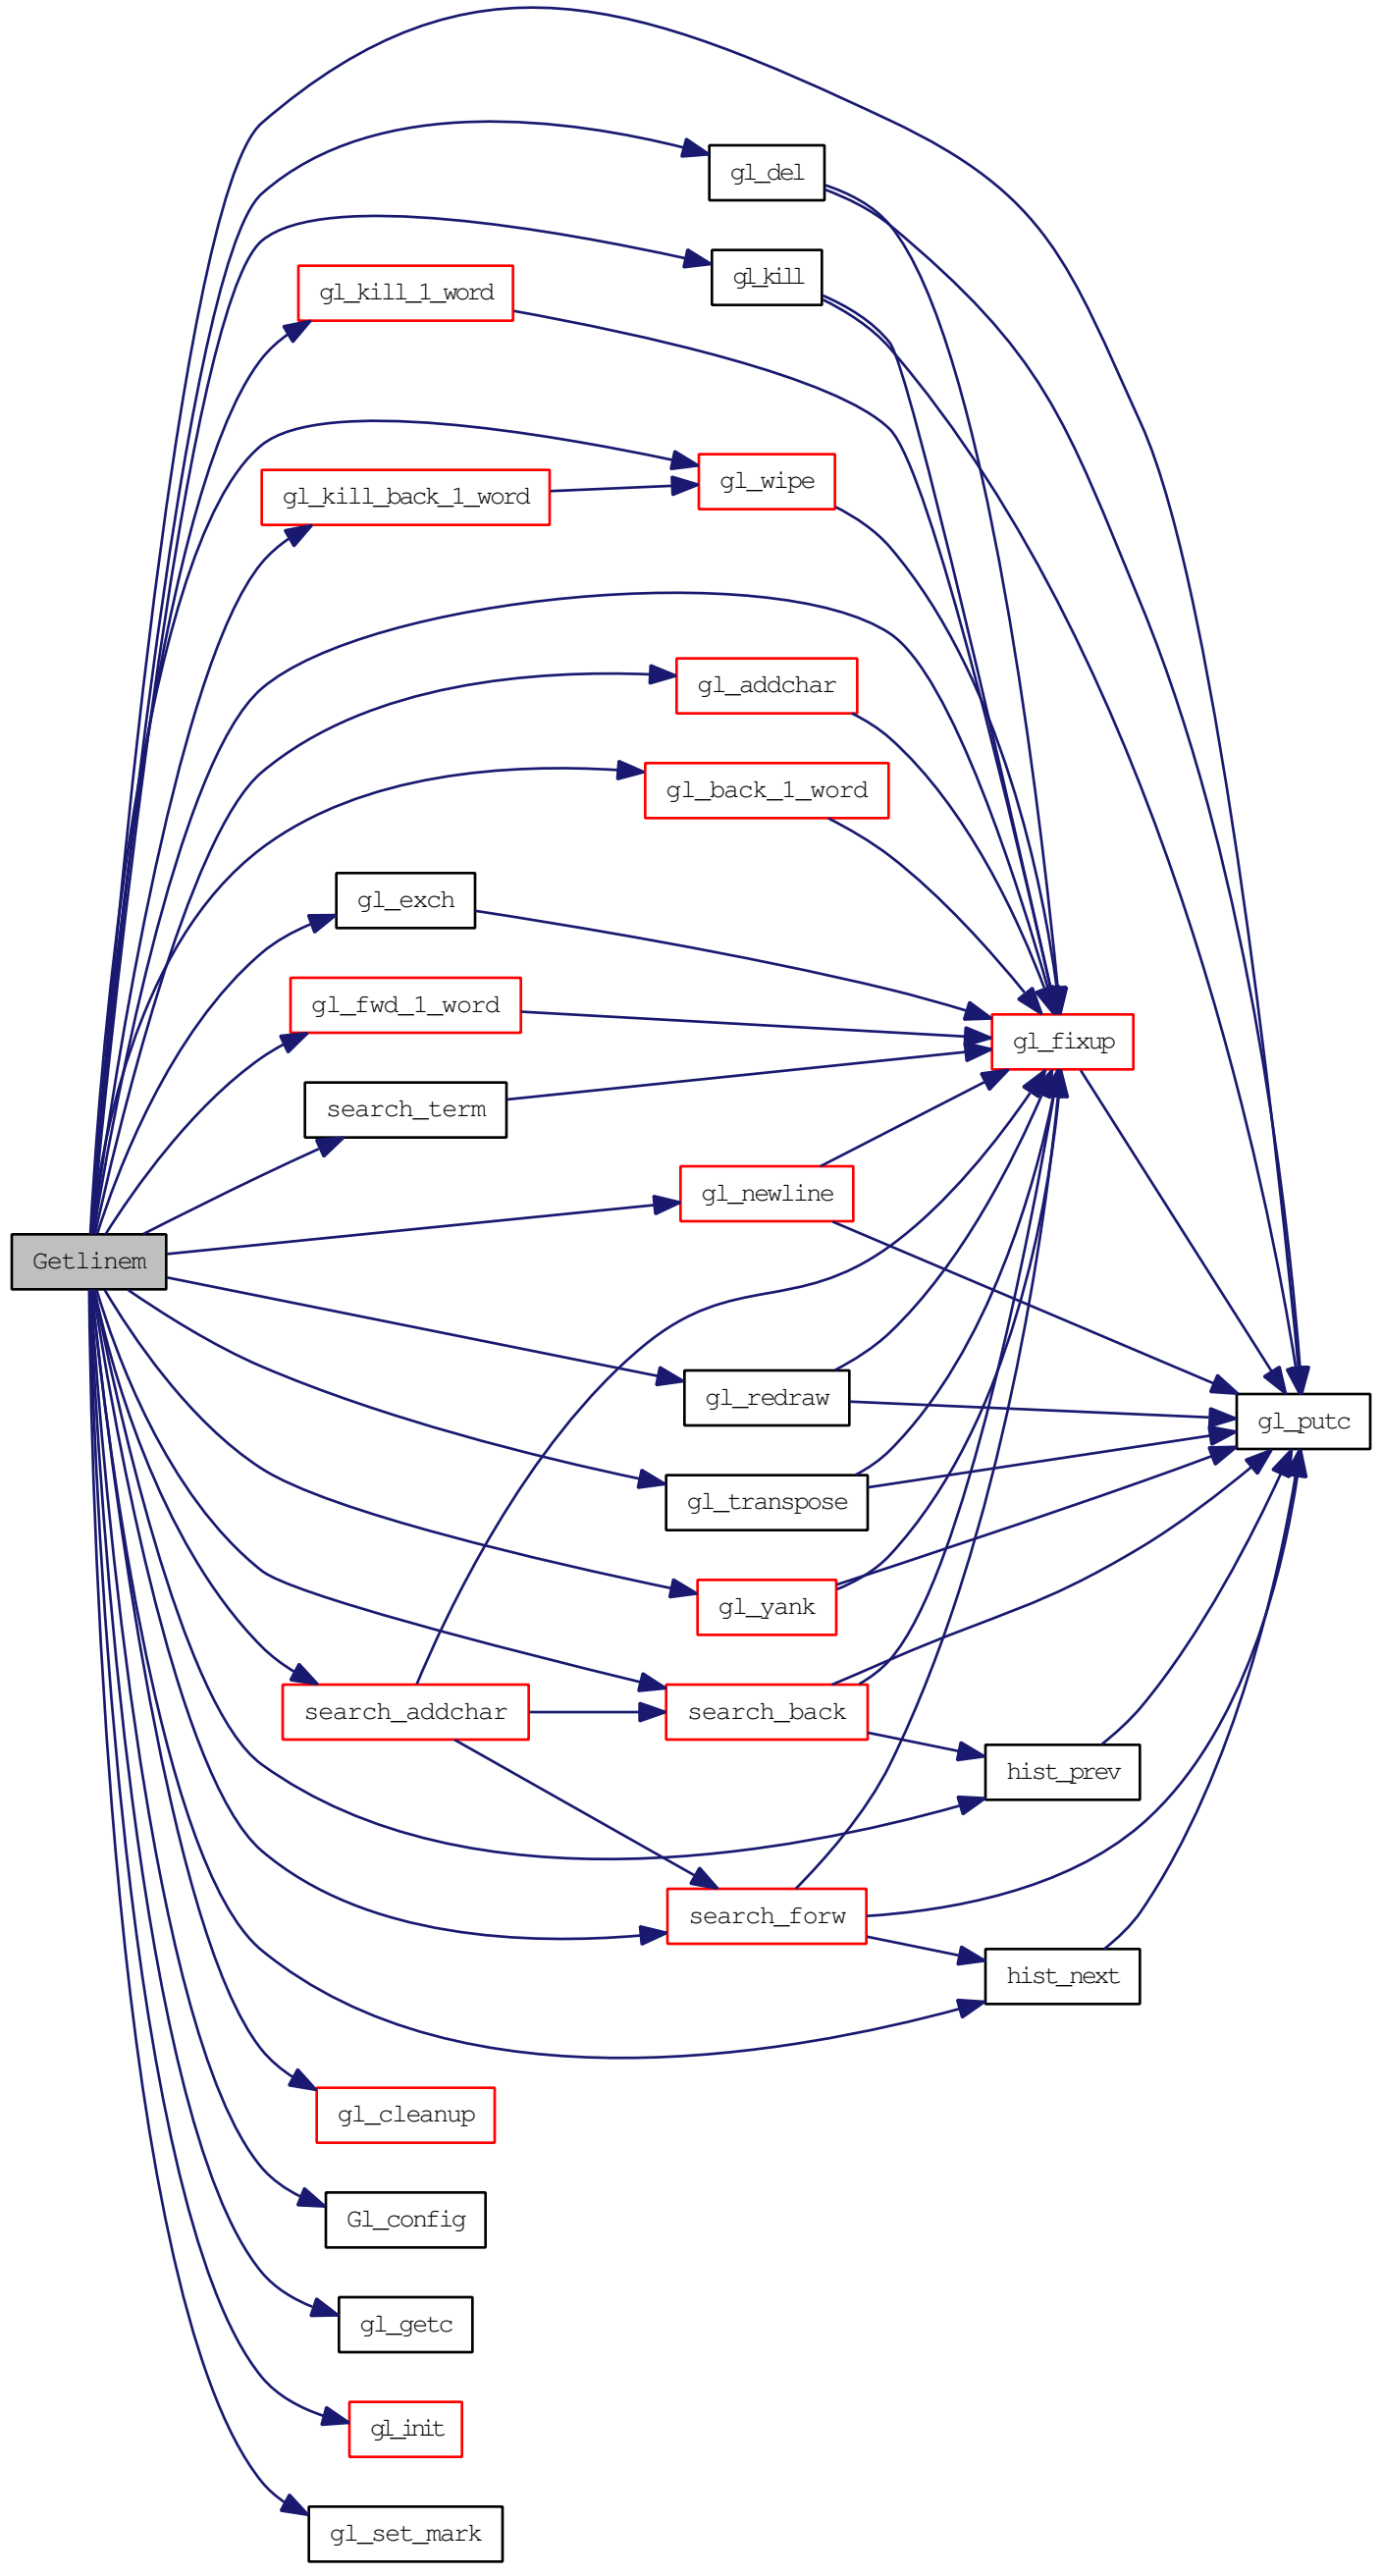 gl_del
gl_kill
gl_kill_1_word
gl_wipe
gl_kill_back_1_word
gl_addchar
gl_back_1_word
gl_exch
gl_fwd_1_word
gl_fixup
search_term
gl_newline
Getlinem
gl_redraw
gl_putc
gl_transpose
gl_yank
search_addchar
search_back
hist_prev
search_forw
hist_next
gl_cleanup
Gl_config
gl_getc
gl_init
gl_set_mark